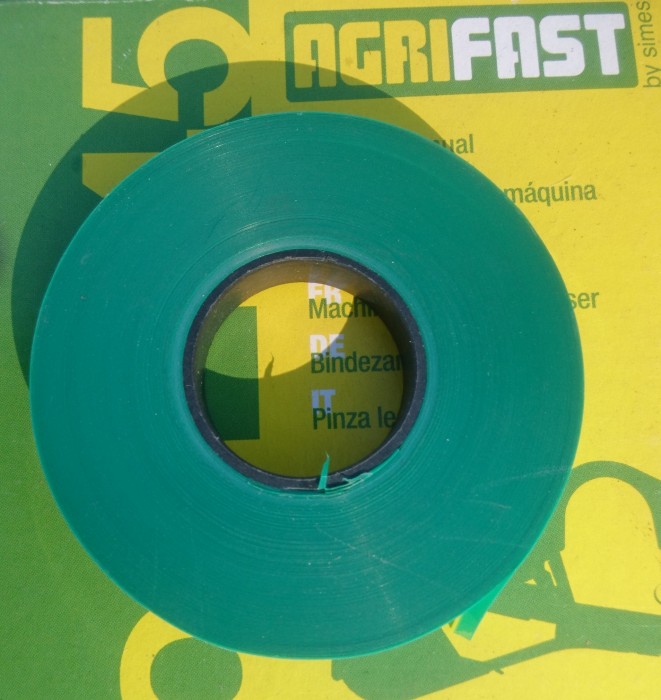 AGRIFAST
by simes
ual
máquina
FR
Machi
ser
DE
Bindezan
IT
Pinza le